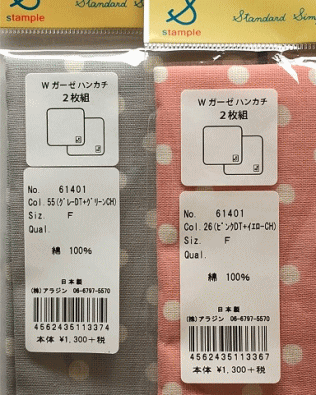 S
stample
Standard
W ガーゼ ハンカチ
2枚組
No. 61401
Col. 55(グレーDT+グリーンCH)
Siz. F
Qual.
綿 100%
日本製
(株)アラジン 06-6797-5570
4562435113374
本体 ¥1,300+税
S
stample
Standard Sim
W ガーゼ ハンカチ
2枚組
No. 61401
Col. 26(ピンクDT+イエローCH)
Siz. F
Qual.
綿 100%
日本製
(株)アラジン 06-6797-5570
4562435113367
本体 ¥1,300+税